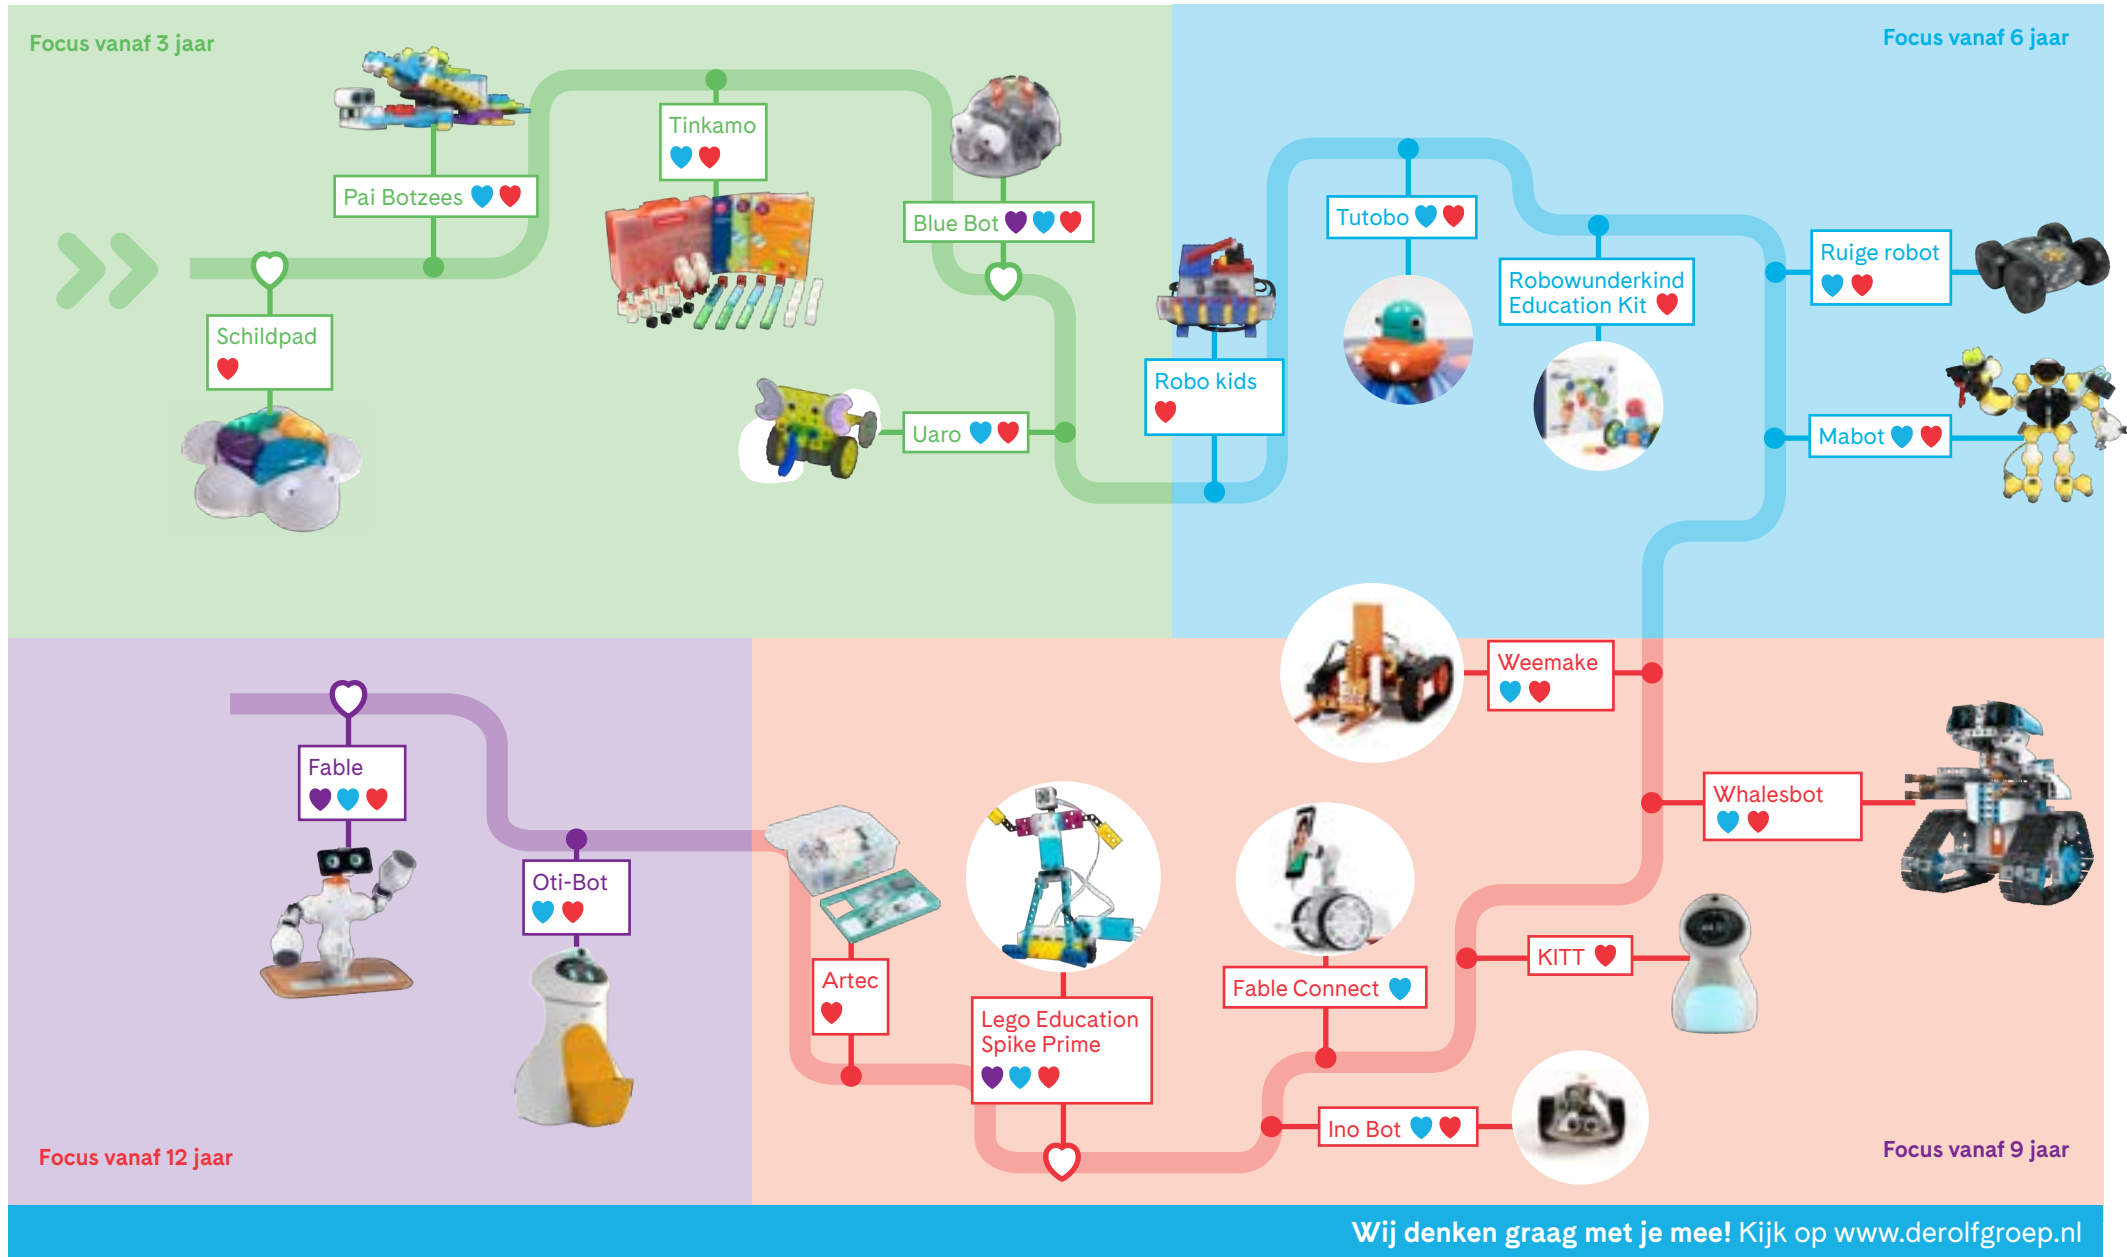 Focus vanaf 3 jaar
Pai Botzees
Tinkamo
Blue Bot
Schildpad
Uaro
Focus vanaf 6 jaar
Robo kids
Tutobo
Robowunderkind
Education Kit
Ruige robot
Mabot
Weemake
Whalesbot
KITT
Fable Connect
Ino Bot
Lego Education
Spike Prime
Artec
Focus vanaf 9 jaar
Oti-Bot
Fable
Focus vanaf 12 jaar
Wij denken graag met je mee! Kijk op www.derolfgroep.nl